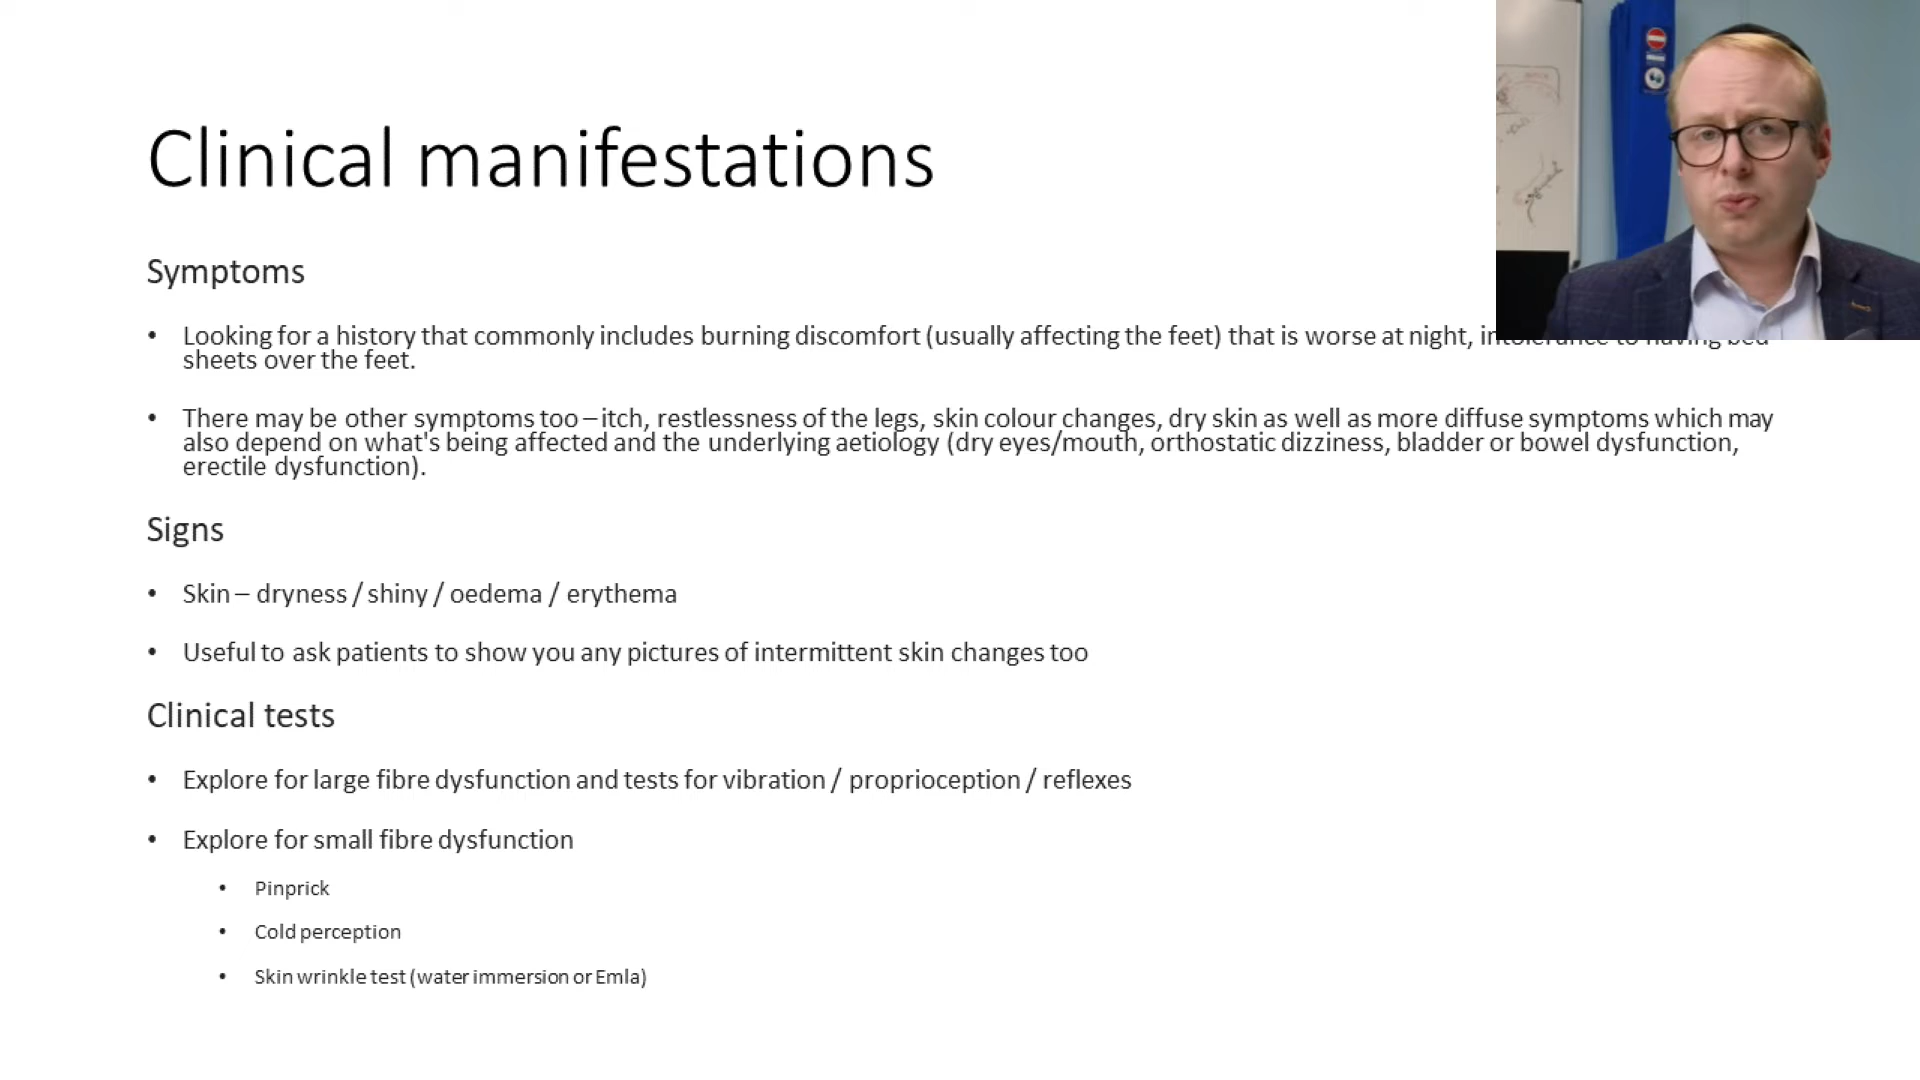 Clinical manifestations
Symptoms
• Looking for a history that commonly includes burning discomfort (usually affecting the feet) that is worse at night, intolerance to having bed
sheets over the feet.
• There may be other symptoms too – itch, restlessness of the legs, skin colour changes, dry skin as well as more diffuse symptoms which may
also depend on what's being affected and the underlying aetiology (dry eyes/mouth, orthostatic dizziness, bladder or bowel dysfunction,
erectile dysfunction).
Signs
• Skin – dryness / shiny / oedema / erythema
• Useful to ask patients to show you any pictures of intermittent skin changes too
Clinical tests
• Explore for large fibre dysfunction and tests for vibration / proprioception / reflexes
• Explore for small fibre dysfunction
• Pinprick
• Cold perception
• Skin wrinkle test (water immersion or Emla)